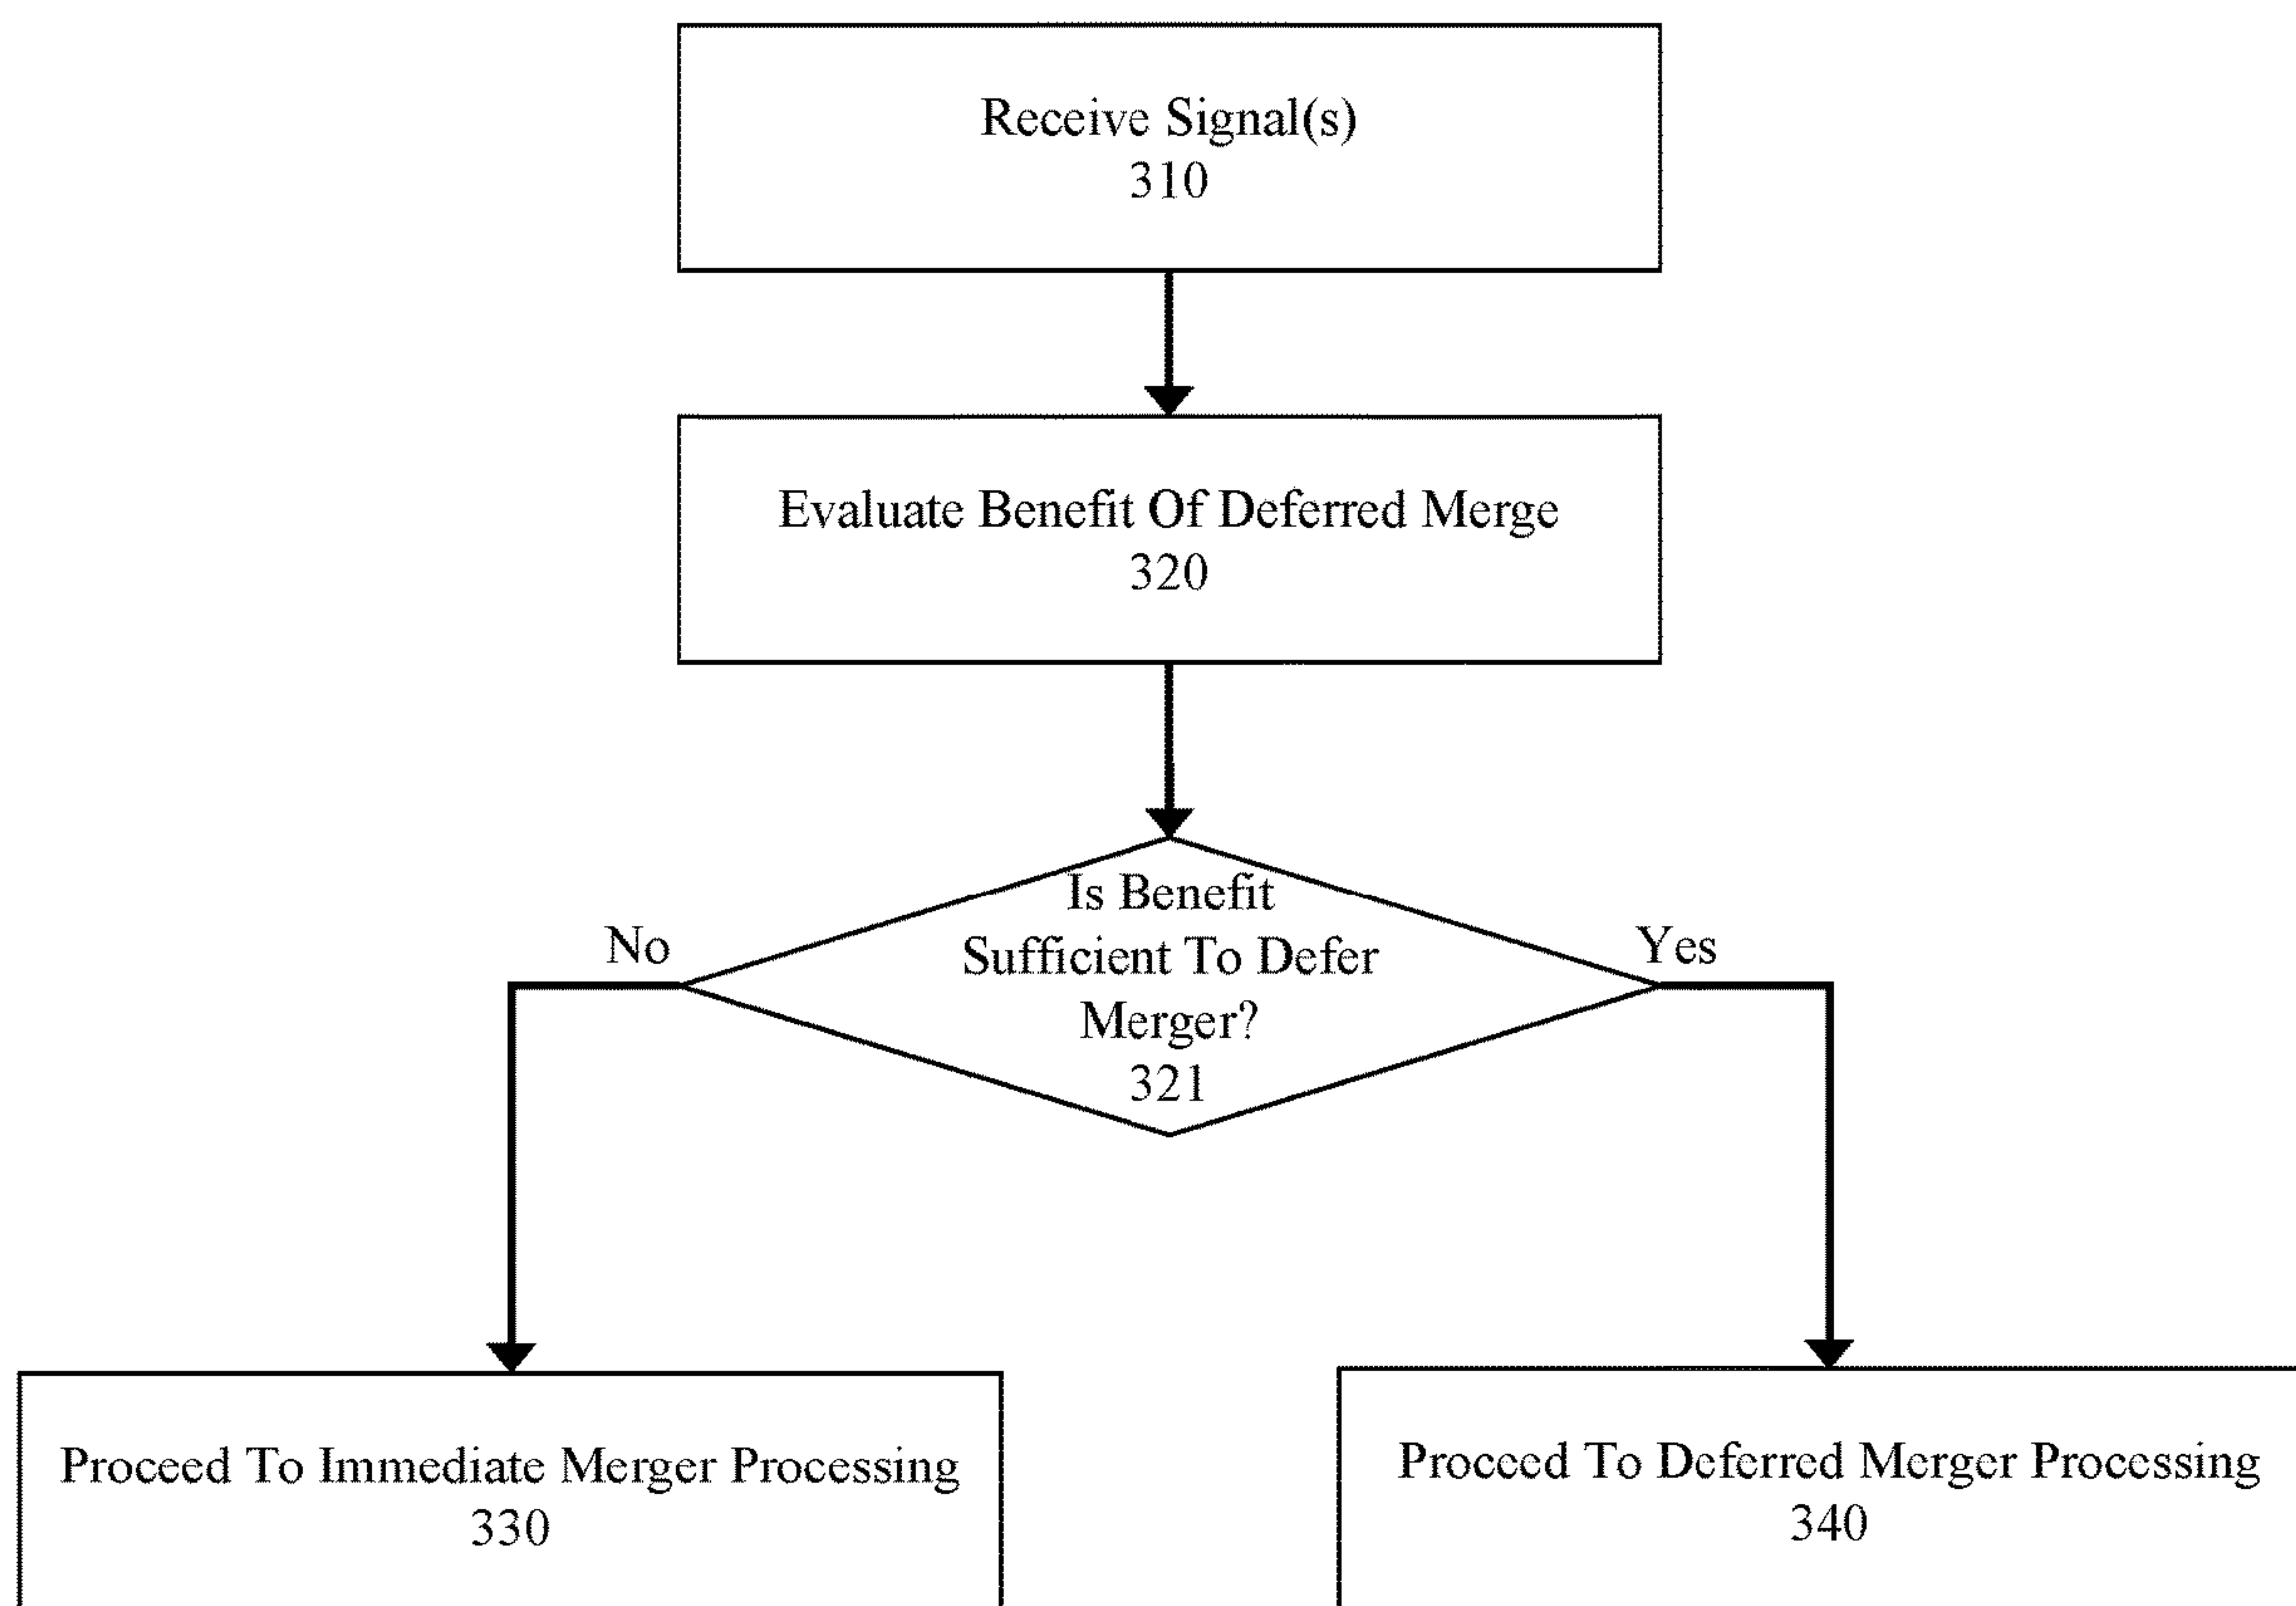 Receive Signal(s)
310
Evaluate Benefit Of Deferred Merge
320
Is Benefit
Sufficient To Defer
Merger?
321
No
Yes
Proceed To Immediate Merger Processing
330
Proceed To Deferred Merger Processing
340